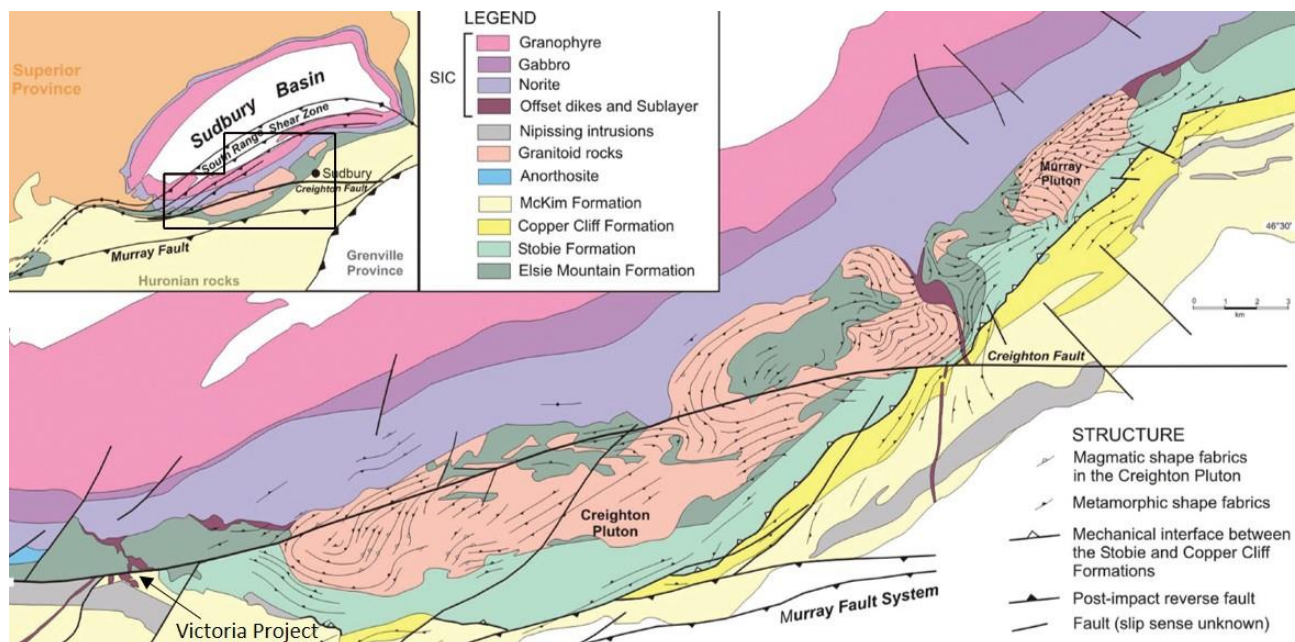 Superior
Province
Sudbury Basin
South Range Shear Zone
Sudbury
Creighton Fault
Murray Fault
Grenville
Province
Huronian rocks
LEGEND
SIC
Granophyre
Gabbro
Norite
Offset dikes and Sublayer
Nipissing intrusions
Granitoid rocks
Anorthosite
McKim Formation
Copper Cliff Formation
Stobie Formation
Elsie Mountain Formation
Murray
Pluton
46°30'
0 1 2 3
km
Creighton Fault
Creighton
Pluton
Murray Fault System
Victoria Project
STRUCTURE
Magmatic shape fabrics
in the Creighton Pluton
Metamorphic shape fabrics
Mechanical interface between
the Stobie and Copper Cliff
Formations
Post-impact reverse fault
Fault (slip sense unknown)